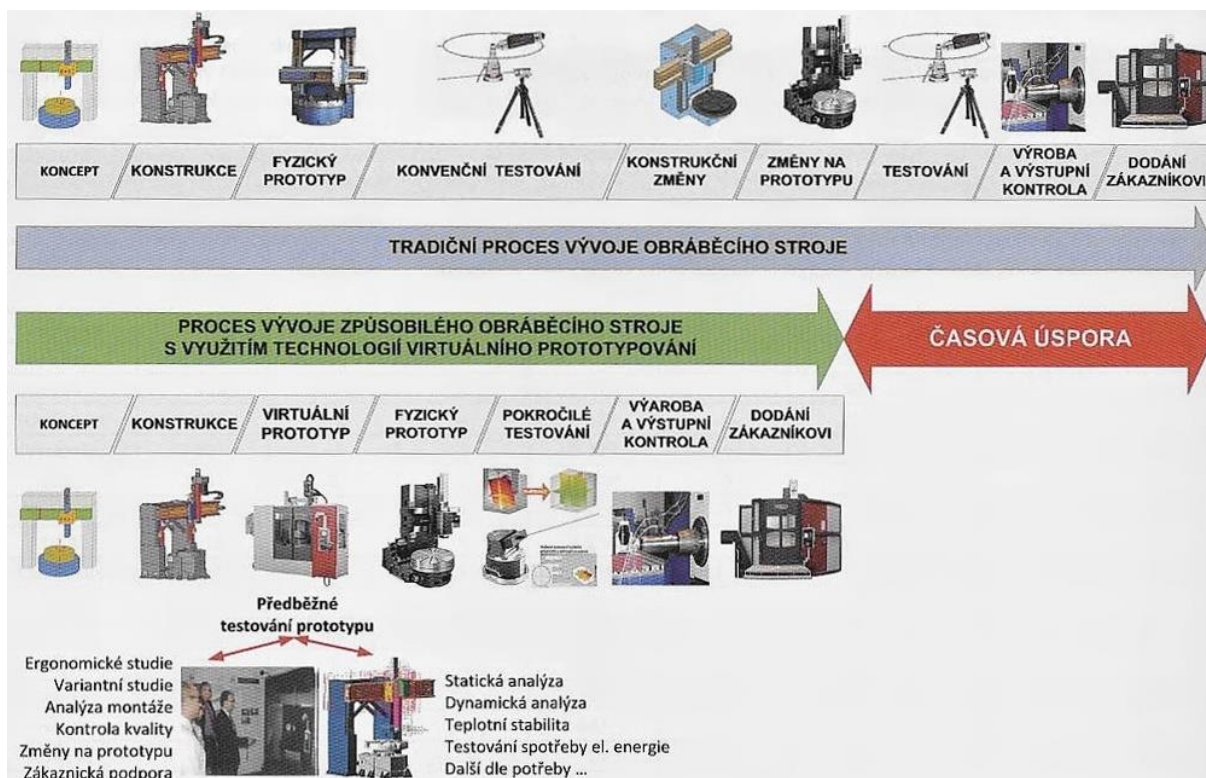 KONCEPT
KONSTRUKCE
FYZICKÝ
PROTOTYP
KONVENČNÍ TESTOVÁNÍ
KONSTRUKČNÍ
ZMĚNY
ZMĚNY NA
PROTOTYPU
TESTOVÁNÍ
VÝROBA
A VÝSTUPNÍ
KONTROLA
DODÁNÍ
ZÁKAZNÍKOVI
TRADIČNÍ PROCES VÝVOJE OBRÁBĚCÍHO STROJE
PROCES VÝVOJE ZPŮSOBILÉHO OBRÁBĚCÍHO STROJE
S VYUŽITÍM TECHNOLOGIÍ VIRTUÁLNÍHO PROTOTYPOVÁNÍ
ČASOVÁ ÚSPORA
KONCEPT
KONSTRUKCE
VIRTUÁLNÍ
PROTOTYP
FYZICKÝ
PROTOTYP
POKROČILÉ
TESTOVÁNÍ
VÝAROBA
A VÝSTUPNÍ
KONTROLA
DODÁNÍ
ZÁKAZNÍKOVI
Předběžné
testování prototypu
Ergonomické studie
Variantní studie
Analýza montáže
Kontrola kvality
Změny na prototypu
Zákaznická podpora
Statická analýza
Dynamická analýza
Teplotní stabilita
Testování spotřeby el. energie
Další dle potřeby ...